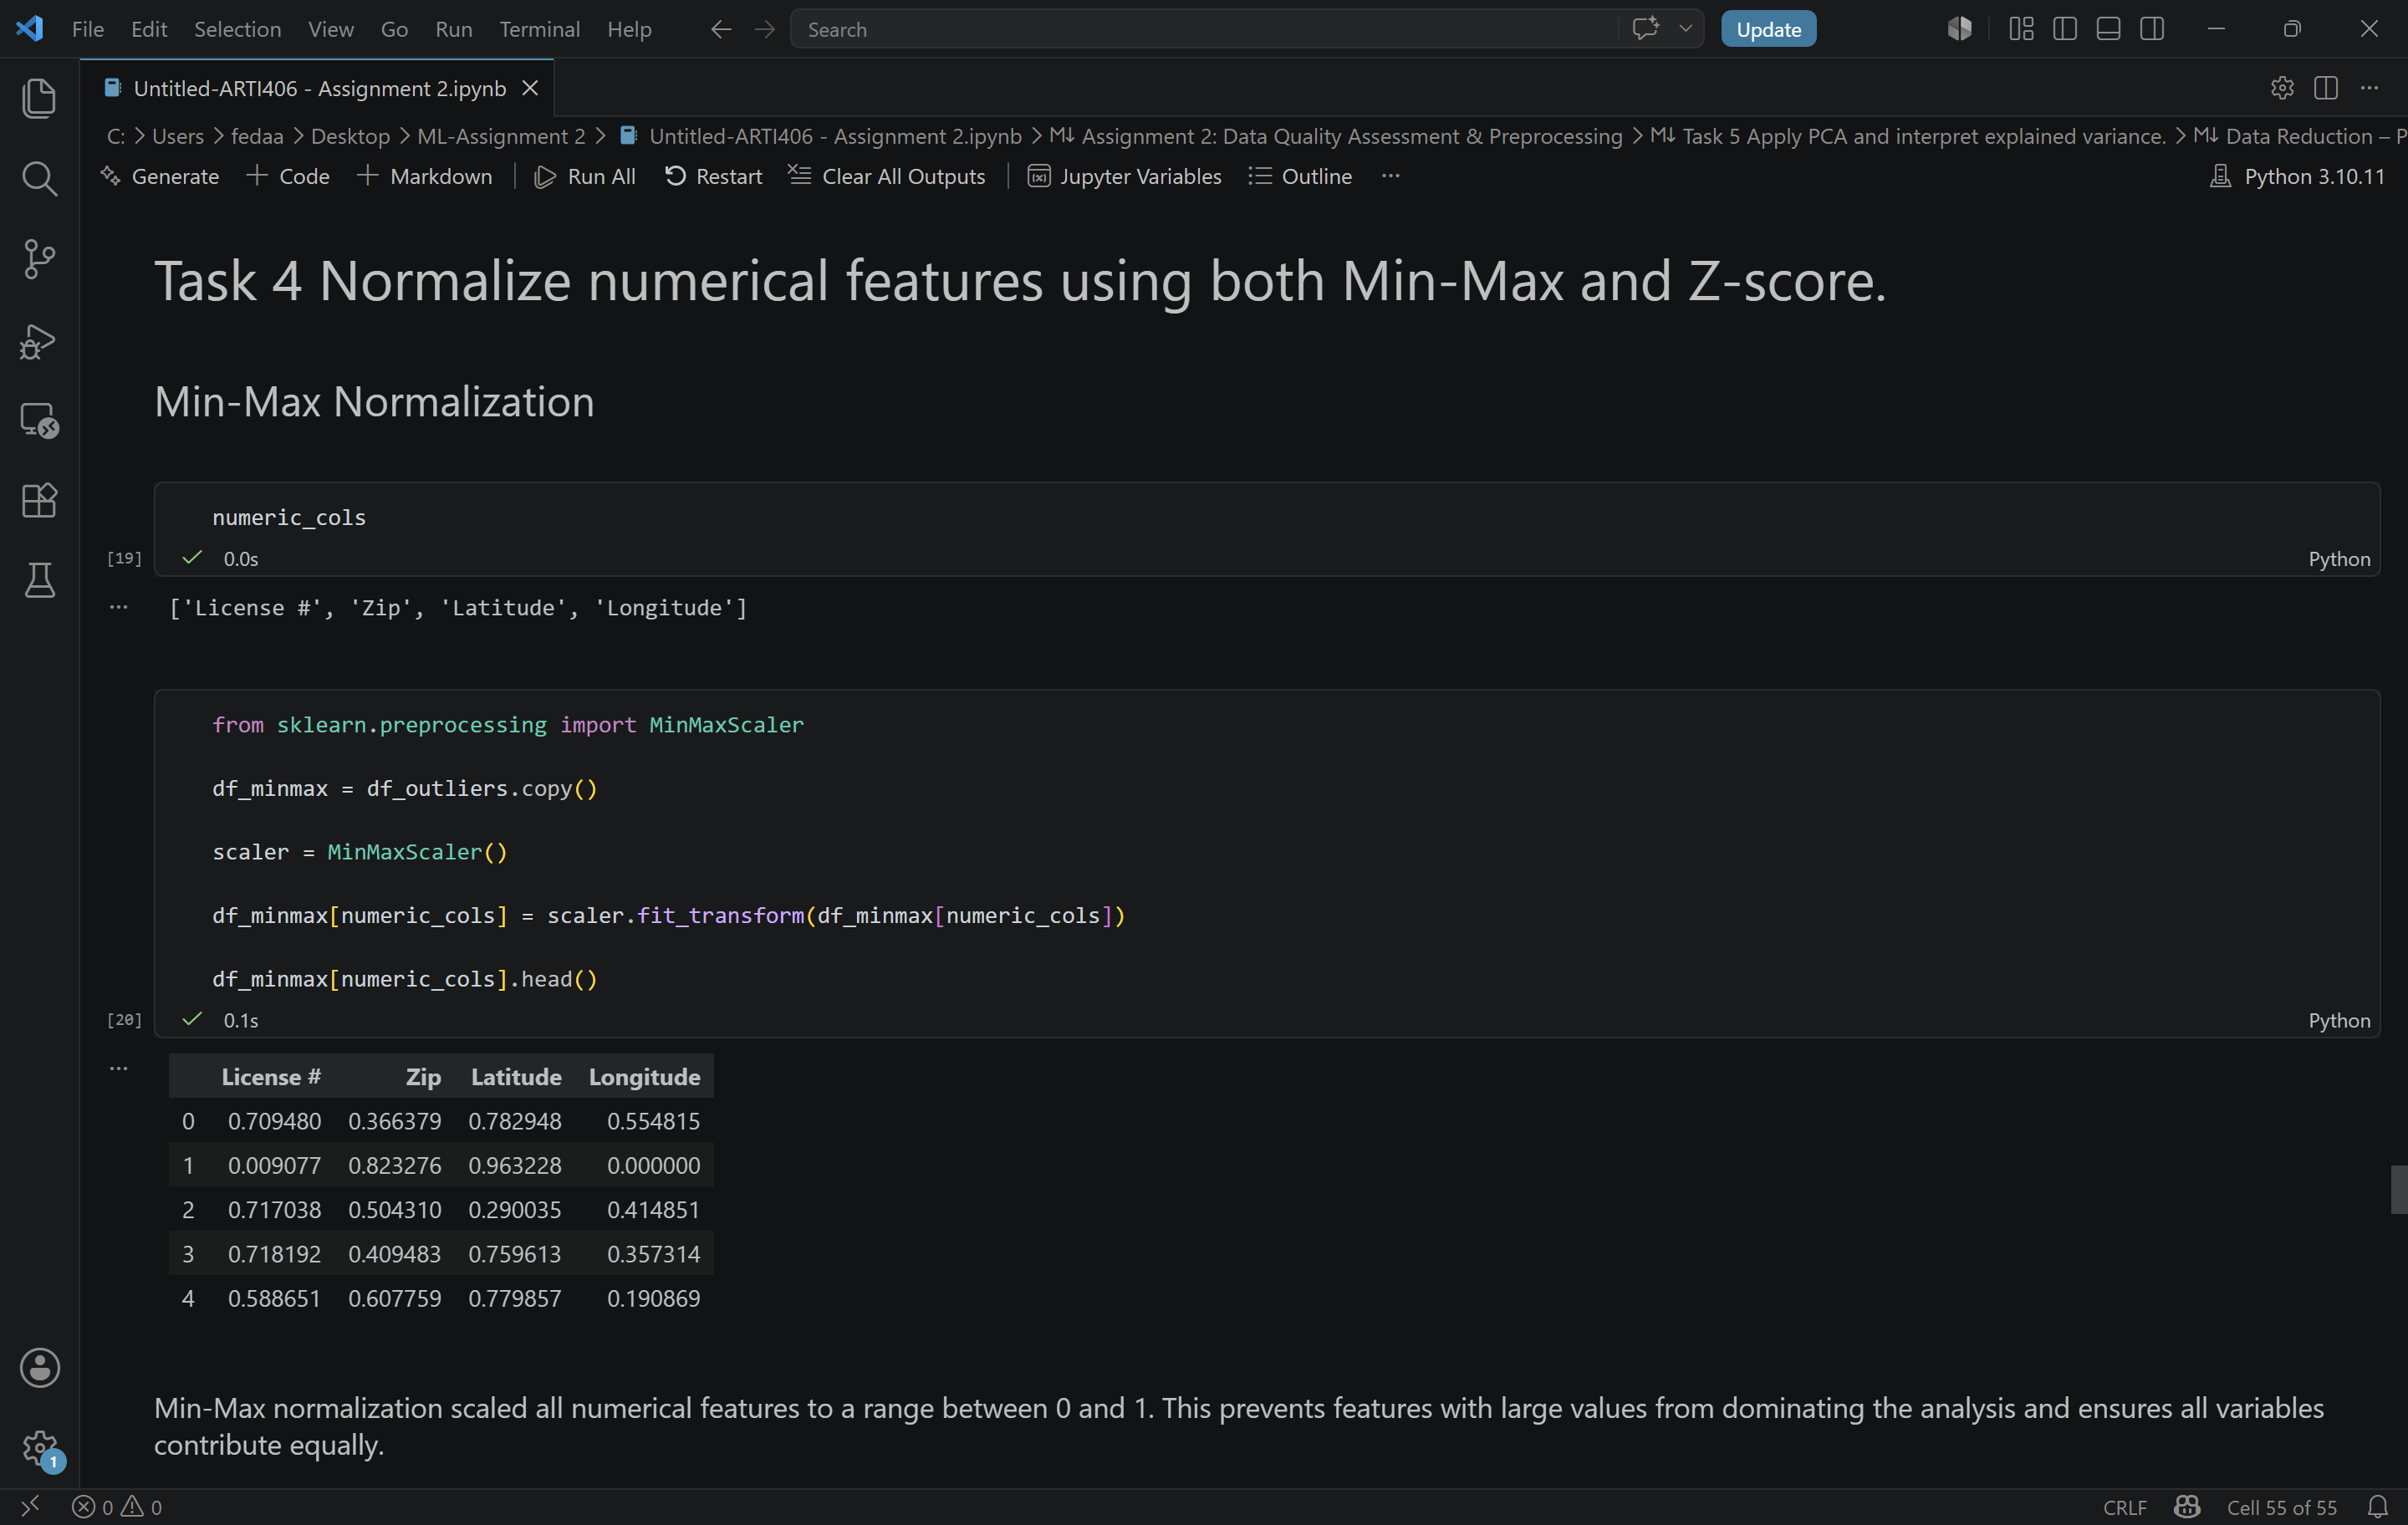 File Edit Selection View Go Run Terminal Help Search Update
Untitled-ARTI406 - Assignment 2.ipynb
C: > Users > fedaa > Desktop > ML-Assignment 2 > Untitled-ARTI406 - Assignment 2.ipynb > M↓ Assignment 2: Data Quality Assessment & Preprocessing > M↓ Task 5 Apply PCA and interpret explained variance. > M↓ Data Reduction – P
Generate + Code + Markdown Run All Restart Clear All Outputs Jupyter Variables Outline ... Python 3.10.11
Task 4 Normalize numerical features using both Min-Max and Z-score.
Min-Max Normalization
numeric_cols
[19] 0.0s Python
['License #', 'Zip', 'Latitude', 'Longitude']
from sklearn.preprocessing import MinMaxScaler
df_minmax = df_outliers.copy()
scaler = MinMaxScaler()
df_minmax[numeric_cols] = scaler.fit_transform(df_minmax[numeric_cols])
df_minmax[numeric_cols].head()
[20] 0.1s Python
License # Zip Latitude Longitude
0 0.709480 0.366379 0.782948 0.554815
1 0.009077 0.823276 0.963228 0.000000
2 0.717038 0.504310 0.290035 0.414851
3 0.718192 0.409483 0.759613 0.357314
4 0.588651 0.607759 0.779857 0.190869
Min-Max normalization scaled all numerical features to a range between 0 and 1. This prevents features with large values from dominating the analysis and ensures all variables
contribute equally.
1
0 0 CRLF Cell 55 of 55